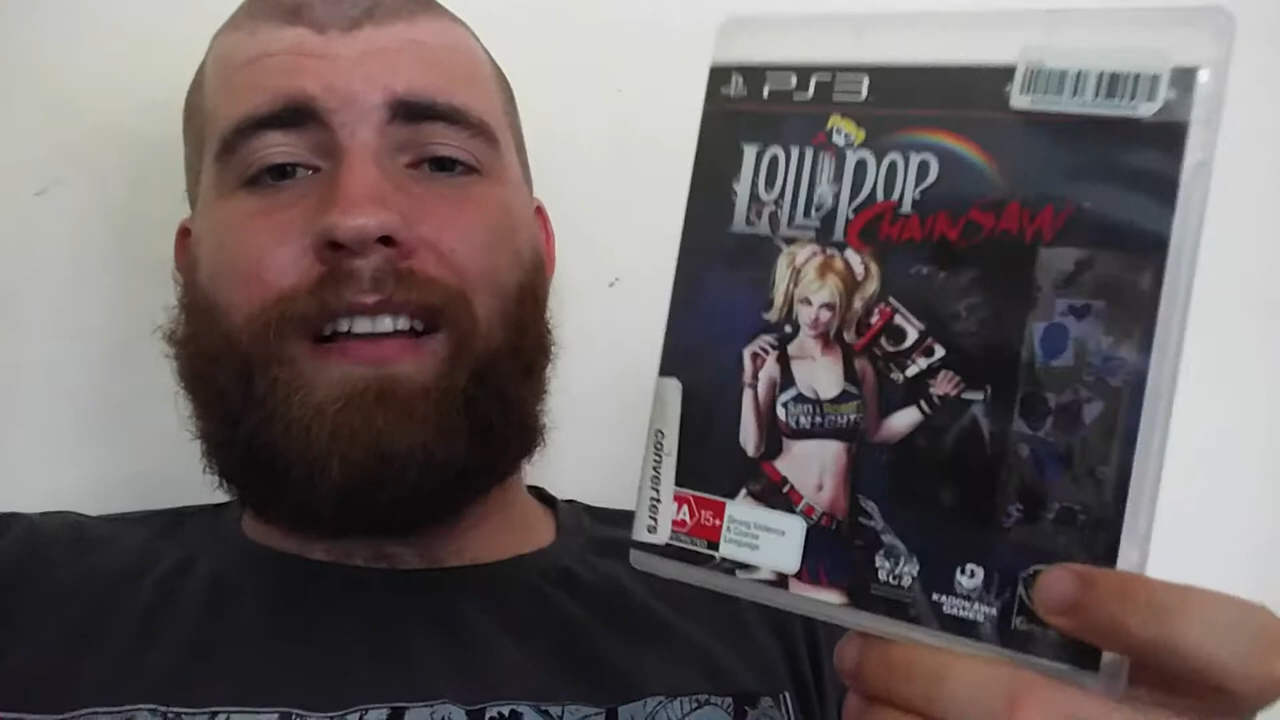 PS3
LOLLIPOP
CHAINSAW
San Romero
KNIGHTS
converters
MA 15+
Strong Violence
& Coarse
Language
KADOKAWA
GAMES